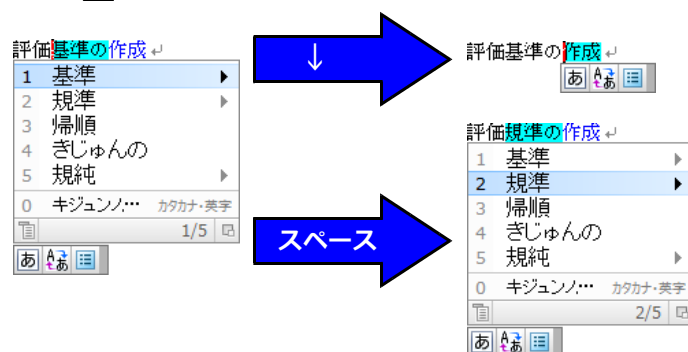 評価基準の作成↵
1 基準
2 規準
3 帰順
4 きじゅんの
5 規純
0 キジュンノ… カタカナ・英字
1/5
あ
↓
スペース
評価基準の作成↵
あ
評価規準の作成↵
1 基準
2 規準
3 帰順
4 きじゅんの
5 規純
0 キジュンノ… カタカナ・英字
2/5
あ